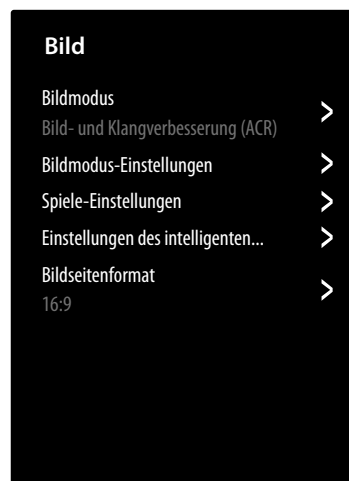 Bild
Bildmodus
Bild- und Klangverbesserung (ACR)
Bildmodus-Einstellungen
Spiele-Einstellungen
Einstellungen des intelligenten...
Bildseitenformat
16:9